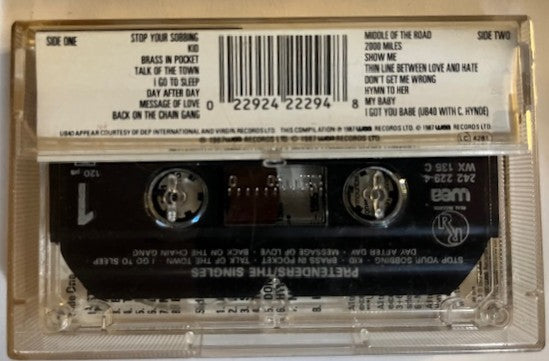 SIDE ONE
STOP YOUR SOBBING
KID
BRASS IN POCKET
TALK OF THE TOWN
I GO TO SLEEP
DAY AFTER DAY
MESSAGE OF LOVE
BACK ON THE CHAIN GANG
0 22924 22294 8
SIDE TWO
MIDDLE OF THE ROAD
2000 MILES
SHOW ME
THIN LINE BETWEEN LOVE AND HATE
DON'T GET ME WRONG
HYMN TO HER
MY BABY
I GOT YOU BABE (UB40 WITH C. HYNDE)
UB40 APPEAR COURTESY OF DEP INTERNATIONAL AND VIRGIN RECORDS LTD. THIS COMPILATION ℗ 1987 WEA RECORDS LTD. © 1987 WEA RECORDS LTD.
LC 4281
PRETENDERS/THE SINGLES
STOP YOUR SOBBING · KID · BRASS IN POCKET · TALK OF THE TOWN · I GO TO SLEEP
DAY AFTER DAY · MESSAGE OF LOVE · BACK ON THE CHAIN GANG
1
120 µs
wea
242 229-4
WX 135 C